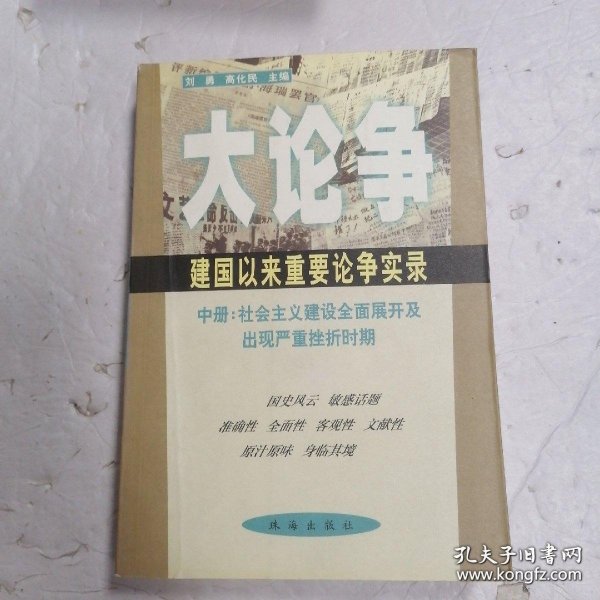 刘勇 高化民 主编
海瑞罢官
大论争
建国以来重要论争实录
中册:社会主义建设全面展开及
出现严重挫折时期
国史风云 敏感话题
准确性 全面性 客观性 文献性
原汁原味 身临其境
珠海出版社
孔夫子旧书网
www.kongfz.com